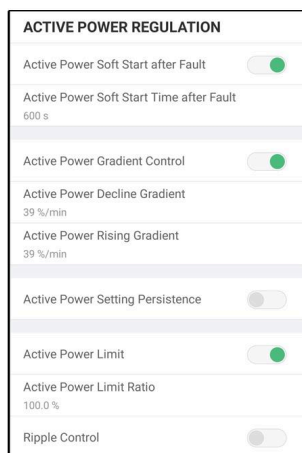 ACTIVE POWER REGULATION
Active Power Soft Start after Fault
Active Power Soft Start Time after Fault
600 s
Active Power Gradient Control
Active Power Decline Gradient
39 %/min
Active Power Rising Gradient
39 %/min
Active Power Setting Persistence
Active Power Limit
Active Power Limit Ratio
100.0 %
Ripple Control